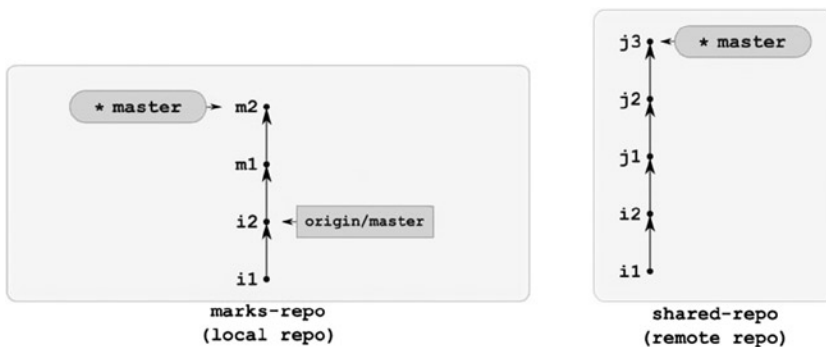 * master
m2
m1
i2
origin/master
i1
marks-repo
(local repo)
j3
* master
j2
j1
i2
i1
shared-repo
(remote repo)